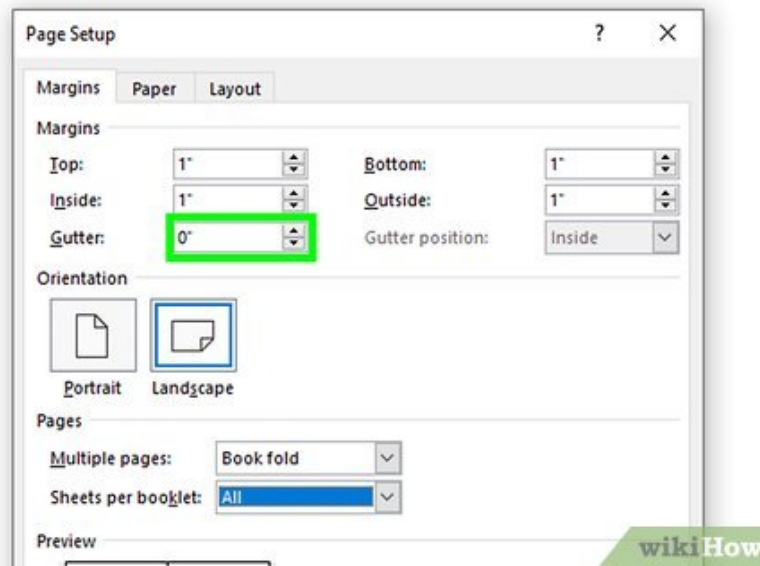 Page Setup ? ×
Margins Paper Layout
Margins
Top: 1" Bottom: 1"
Inside: 1" Outside: 1"
Gutter: 0" Gutter position: Inside
Orientation
Portrait Landscape
Pages
Multiple pages: Book fold
Sheets per booklet: All
Preview
wikiHow